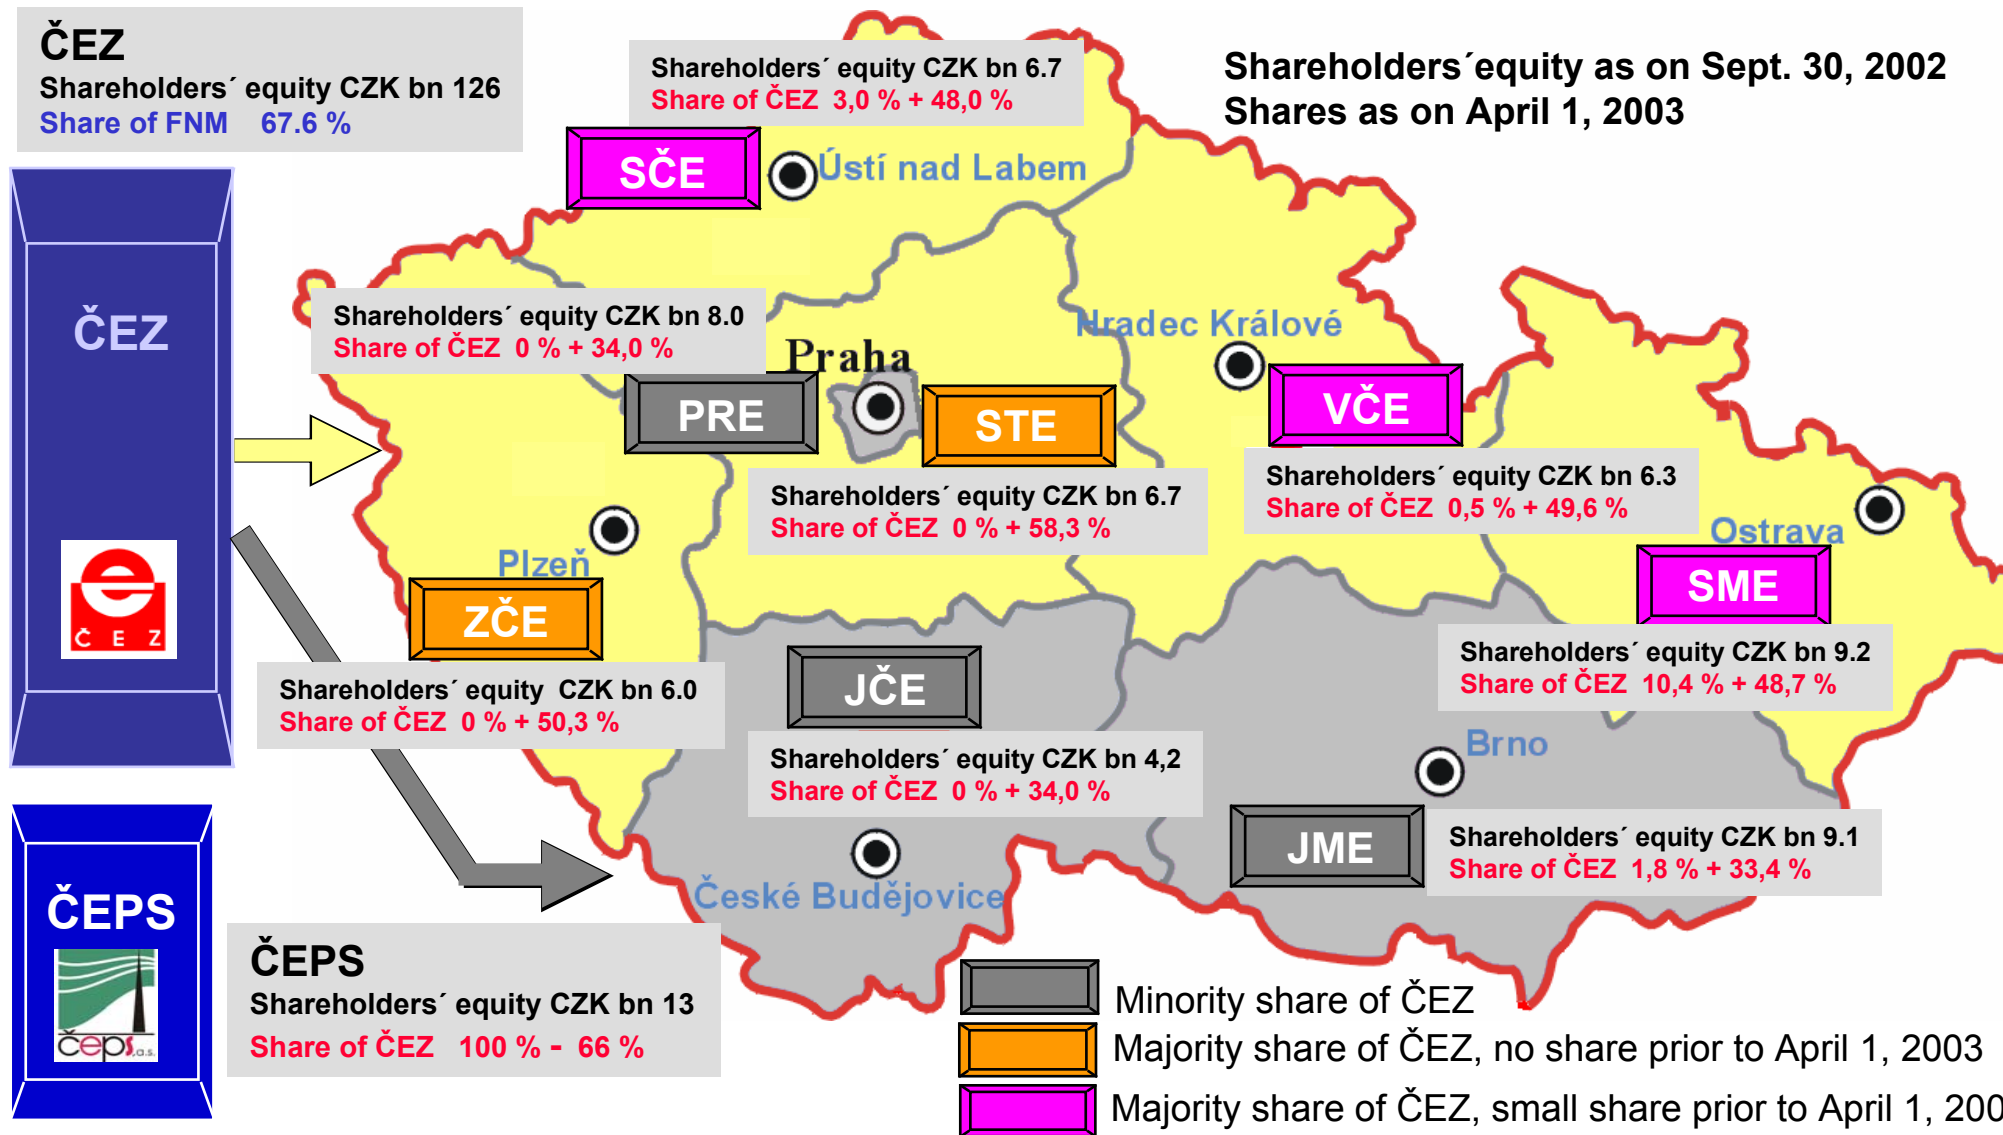 ČEZ
Shareholders´ equity CZK bn 126
Share of FNM 67.6 %
Shareholders´ equity CZK bn 6.7
Share of ČEZ 3,0 % + 48,0 %
Shareholders´equity as on Sept. 30, 2002
Shares as on April 1, 2003
SČE
Ústí nad Labem
ČEZ
Shareholders´ equity CZK bn 8.0
Share of ČEZ 0 % + 34,0 %
Hradec Králové
Praha
PRE
STE
VČE
Shareholders´ equity CZK bn 6.7
Share of ČEZ 0 % + 58,3 %
Shareholders´ equity CZK bn 6.3
Share of ČEZ 0,5 % + 49,6 %
Ostrava
Plzeň
SME
ZČE
ČEZ
Shareholders´ equity CZK bn 9.2
Share of ČEZ 10,4 % + 48,7 %
Shareholders´ equity CZK bn 6.0
Share of ČEZ 0 % + 50,3 %
JČE
Brno
Shareholders´ equity CZK bn 4,2
Share of ČEZ 0 % + 34,0 %
JME
Shareholders´ equity CZK bn 9.1
Share of ČEZ 1,8 % + 33,4 %
České Budějovice
ČEPS
čeps,a.s.
ČEPS
Shareholders´ equity CZK bn 13
Share of ČEZ 100 % - 66 %
Minority share of ČEZ
Majority share of ČEZ, no share prior to April 1, 2003
Majority share of ČEZ, small share prior to April 1, 200